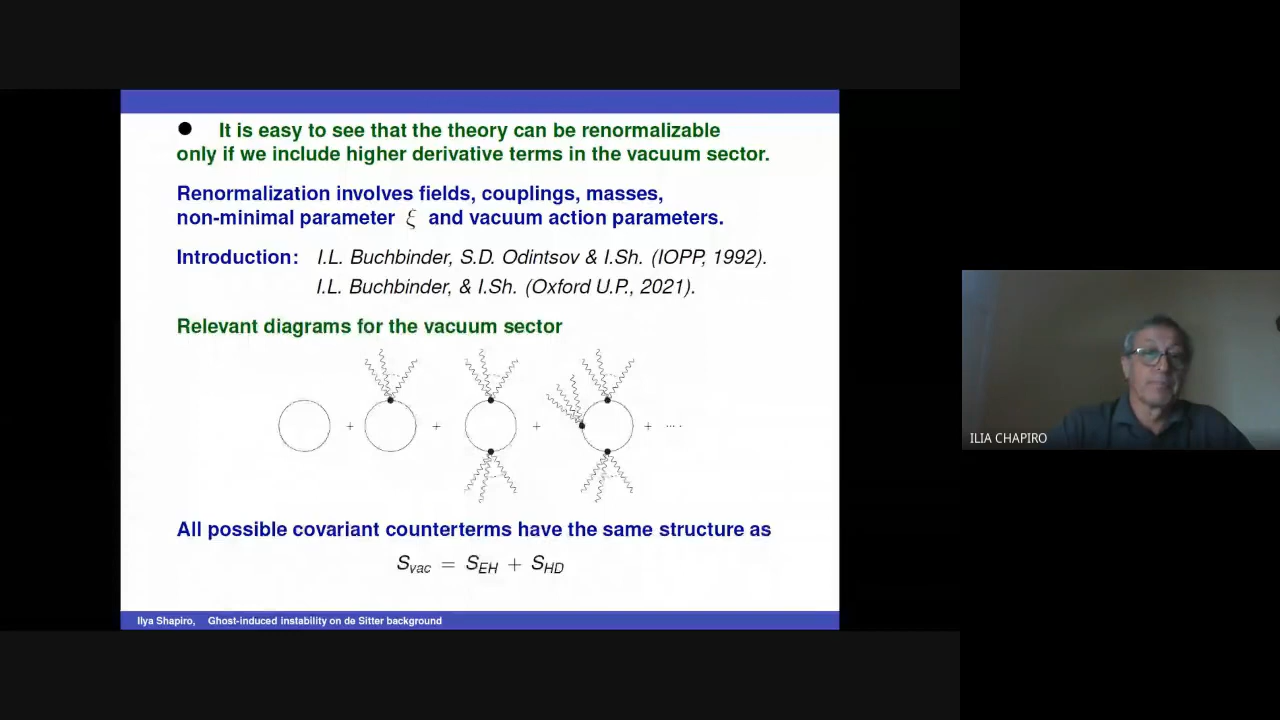 It is easy to see that the theory can be renormalizable
only if we include higher derivative terms in the vacuum sector.
Renormalization involves fields, couplings, masses,
non-minimal parameter ξ and vacuum action parameters.
Introduction: I.L. Buchbinder, S.D. Odintsov & I.Sh. (IOPP, 1992).
I.L. Buchbinder, & I.Sh. (Oxford U.P., 2021).
Relevant diagrams for the vacuum sector
+ + + + ...
All possible covariant counterterms have the same structure as
S_vac = S_EH + S_HD
Ilya Shapiro, Ghost-induced instability on de Sitter background
ILIA CHAPIRO